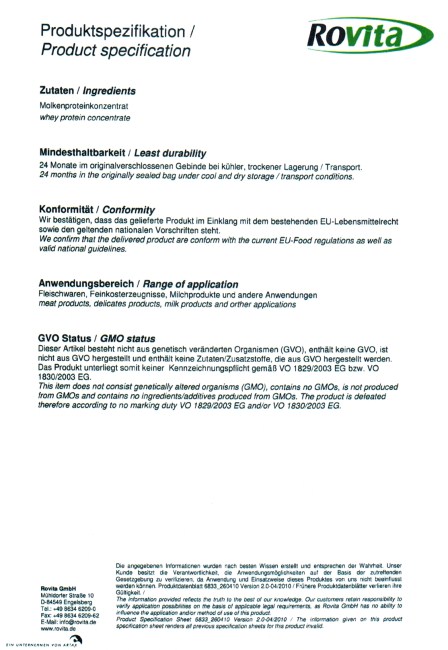 Produktspezifikation /
Product specification
Rovita
Zutaten / Ingredients
Molkenproteinkonzentrat
whey protein concentrate
Mindesthaltbarkeit / Least durability
24 Monate im originalverschlossenen Gebinde bei kühler, trockener Lagerung / Transport.
24 months in the originally sealed bag under cool and dry storage / transport conditions.
Konformität / Conformity
Wir bestätigen, dass das gelieferte Produkt im Einklang mit dem bestehenden EU-Lebensmittelrecht
sowie den geltenden nationalen Vorschriften steht.
We confirm that the delivered product are conform with the current EU-Food regulations as well as
valid national guidelines.
Anwendungsbereich / Range of application
Fleischwaren, Feinkosterzeugnisse, Milchprodukte und andere Anwendungen
meat products, delicates products, milk products and orther applications
GVO Status / GMO status
Dieser Artikel besteht nicht aus genetisch veränderten Organismen (GVO), enthält keine GVO, ist
nicht aus GVO hergestellt und enthält keine Zutaten/Zusatzstoffe, die aus GVO hergestellt werden.
Das Produkt unterliegt somit keiner Kennzeichnungspflicht gemäß VO 1829/2003 EG bzw. VO
1830/2003 EG.
This item does not consist genetically altered organisms (GMO), contains no GMOs, is not produced
from GMOs and contains no ingredients/additives produced from GMOs. The product is defeated
therefore according to no marking duty VO 1829/2003 EG and/or VO 1830/2003 EG.
Die angegebenen Informationen wurden nach besten Wissen erstellt und entsprechen der Wahrheit. Unser
Kunde besitzt die Verantwortlichkeit, die Anwendungsmöglichkeiten auf der Basis der zutreffenden
Gesetzgebung zu verifizieren, da Anwendung und Einsatzweise dieses Produktes von uns nicht beeinflusst
werden können. Produktdatenblatt 6833_260410 Version 2.0-04/2010 / Frühere Produktdatenblätter verlieren ihre
Gültigkeit. /
The information provided reflects the truth to the best of our knowledge. Our customers retain responsibility to
verify application possibilities on the basis of applicable legal requirements, as Rovita GmbH has no ability to
influence the application and/or method of use of this product.
Product Specification Sheet 6833_260410 Version 2.0-04/2010 / The information given on this product
specification sheet renders all previous specification sheets for this product invalid.
Rovita GmbH
Mühldorfer Straße 10
D-84549 Engelsberg
Tel.: +49 8634 6209-0
Fax: +49 8634 6209-62
E-Mail: info@rovita.de
www.rovita.de
EIN UNTERNEHMEN VON